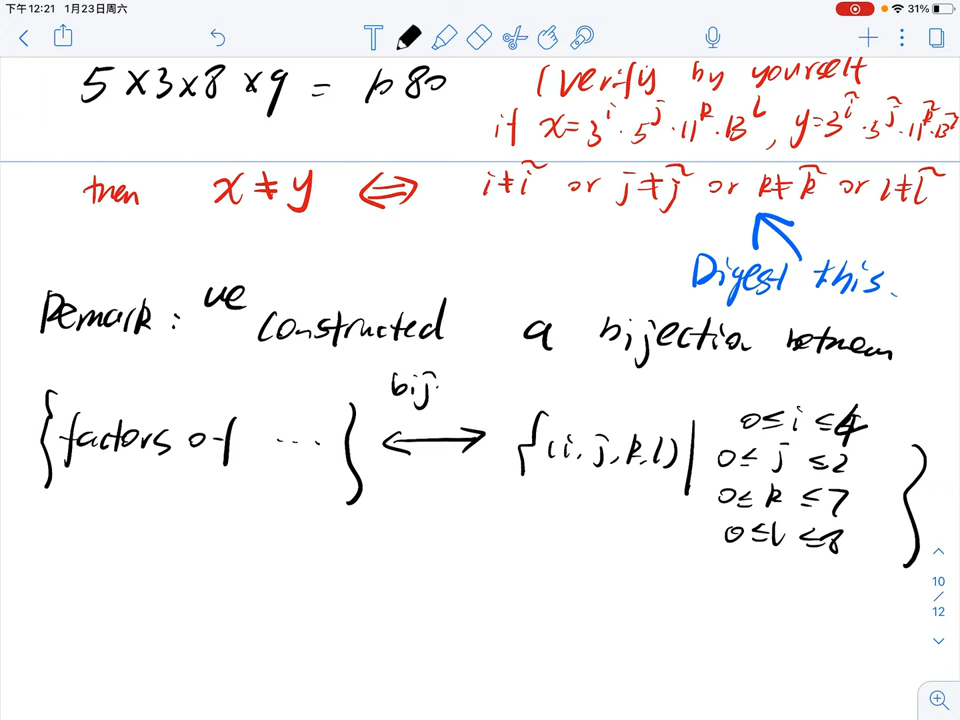 下午12:21 1月23日周六
31%
5×3×8×9 = 1080
(Verify by yourself
if x=3^i·5^j·11^k·13^l, y=3^ĩ·5^j̃·11^k̃·13^l̃
then x≠y ⟺ i≠ĩ or j≠j̃ or k≠k̃ or l≠l̃
Digest this.
Remark: we constructed a bijection between
{factors of ...} bij. ⟷ {(i,j,k,l) | 0≤i≤4
0≤j≤2
0≤k≤7
0≤l≤8}
10
/
12